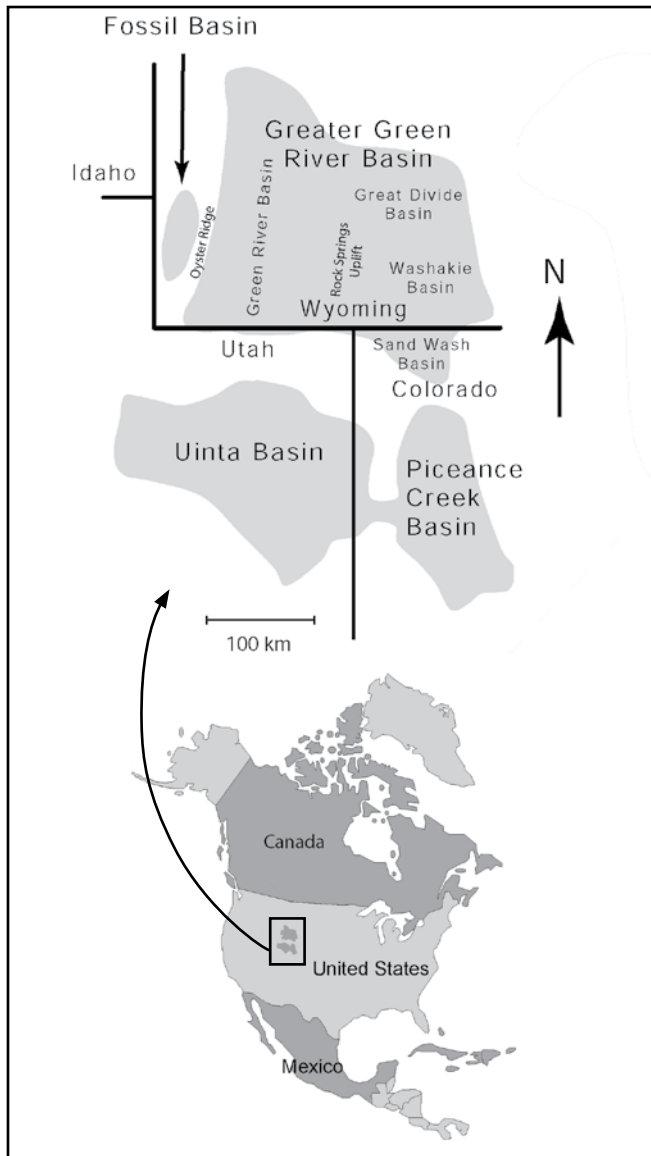 Fossil Basin
Greater Green
River Basin
Idaho
Great Divide
Basin
Green River Basin
Oyster Ridge
Rock Springs
Uplift
Washakie
Basin
N
Wyoming
Utah
Sand Wash
Basin
Colorado
Uinta Basin
Piceance
Creek
Basin
100 km
Canada
United States
Mexico